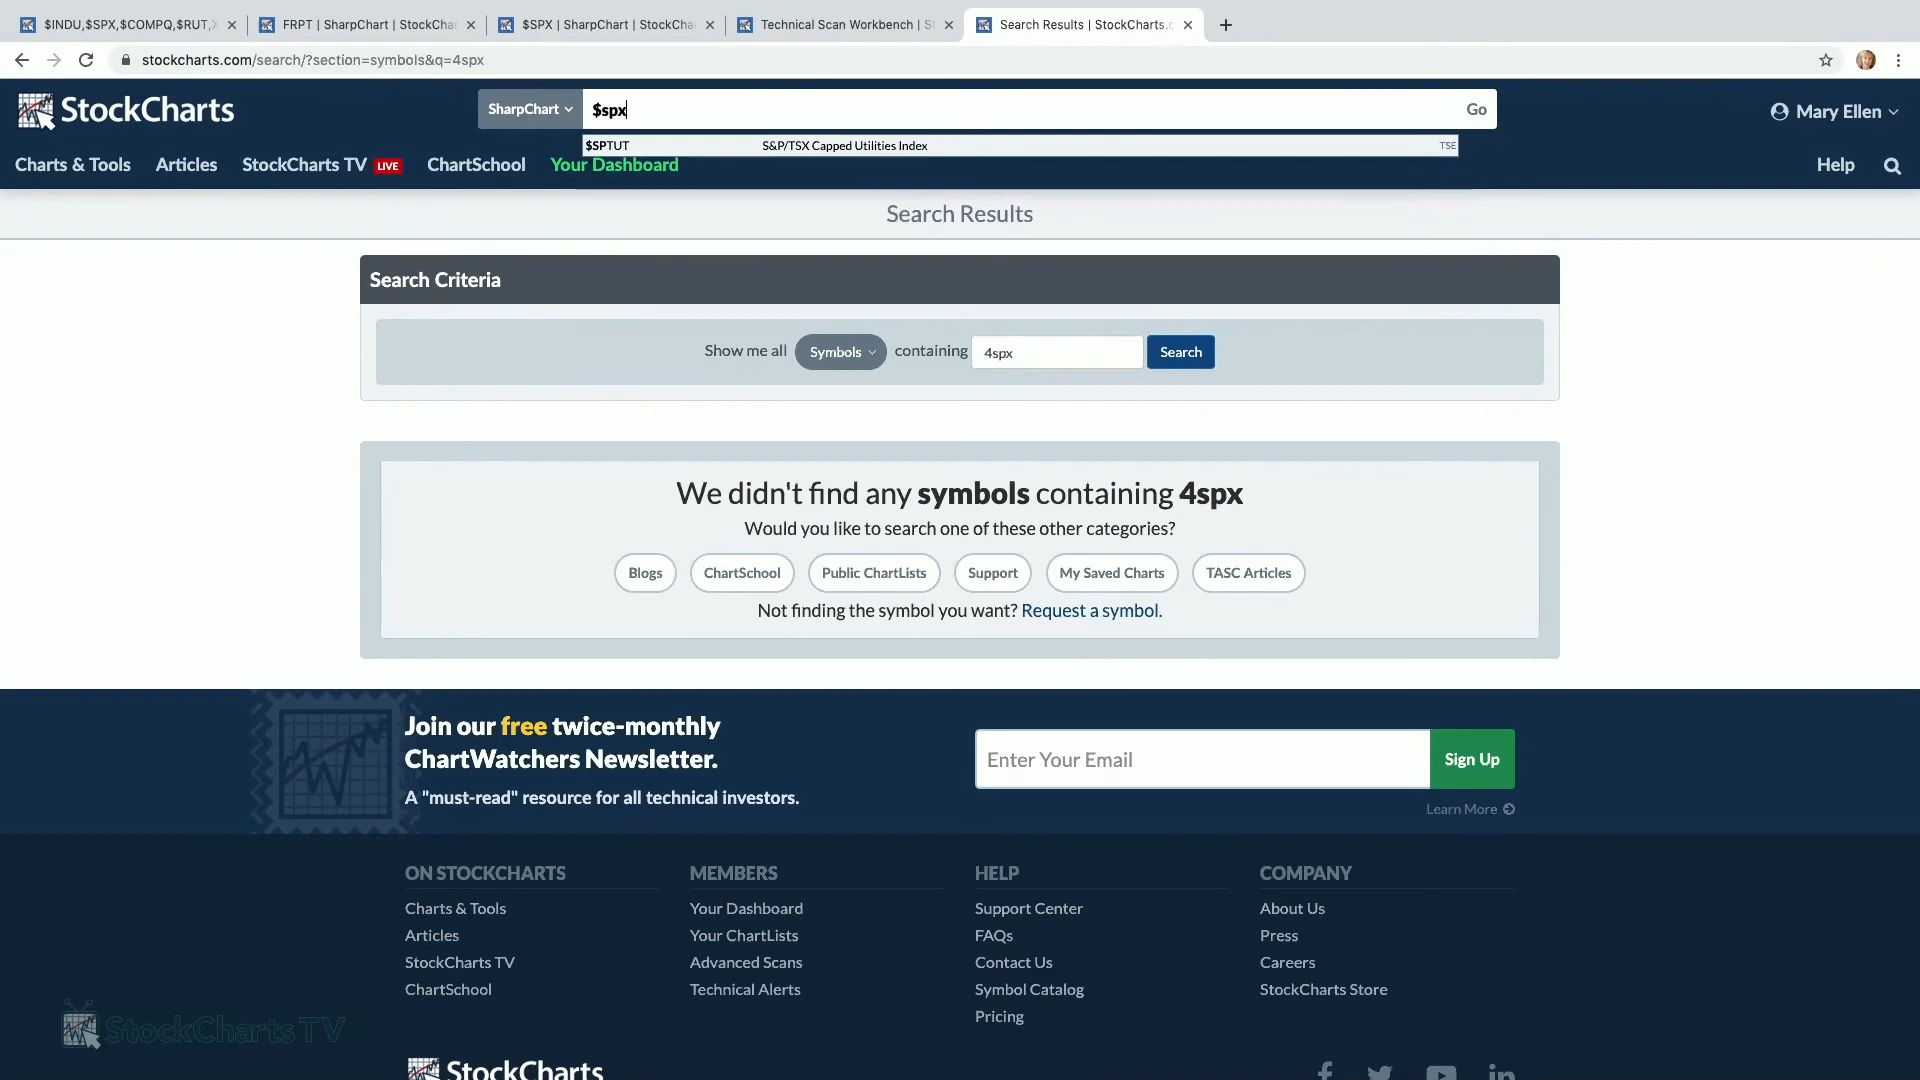 $INDU,$SPX,$COMPQ,$RUT,X
FRPT | SharpChart | StockChar
$SPX | SharpChart | StockChar
Technical Scan Workbench | St
Search Results | StockCharts.c
stockcharts.com/search/?section=symbols&q=4spx
StockCharts
SharpChart
$spx
Go
Mary Ellen
$SPTUT S&P/TSX Capped Utilities Index TSE
Charts & Tools
Articles
StockCharts TV LIVE
ChartSchool
Your Dashboard
Help
Search Results
Search Criteria
Show me all Symbols containing 4spx Search
We didn't find any symbols containing 4spx
Would you like to search one of these other categories?
Blogs
ChartSchool
Public ChartLists
Support
My Saved Charts
TASC Articles
Not finding the symbol you want? Request a symbol.
Join our free twice-monthly
ChartWatchers Newsletter.
A "must-read" resource for all technical investors.
Enter Your Email
Sign Up
Learn More
ON STOCKCHARTS
Charts & Tools
Articles
StockCharts TV
ChartSchool
MEMBERS
Your Dashboard
Your ChartLists
Advanced Scans
Technical Alerts
HELP
Support Center
FAQs
Contact Us
Symbol Catalog
Pricing
COMPANY
About Us
Press
Careers
StockCharts Store
StockCharts TV
StockCharts